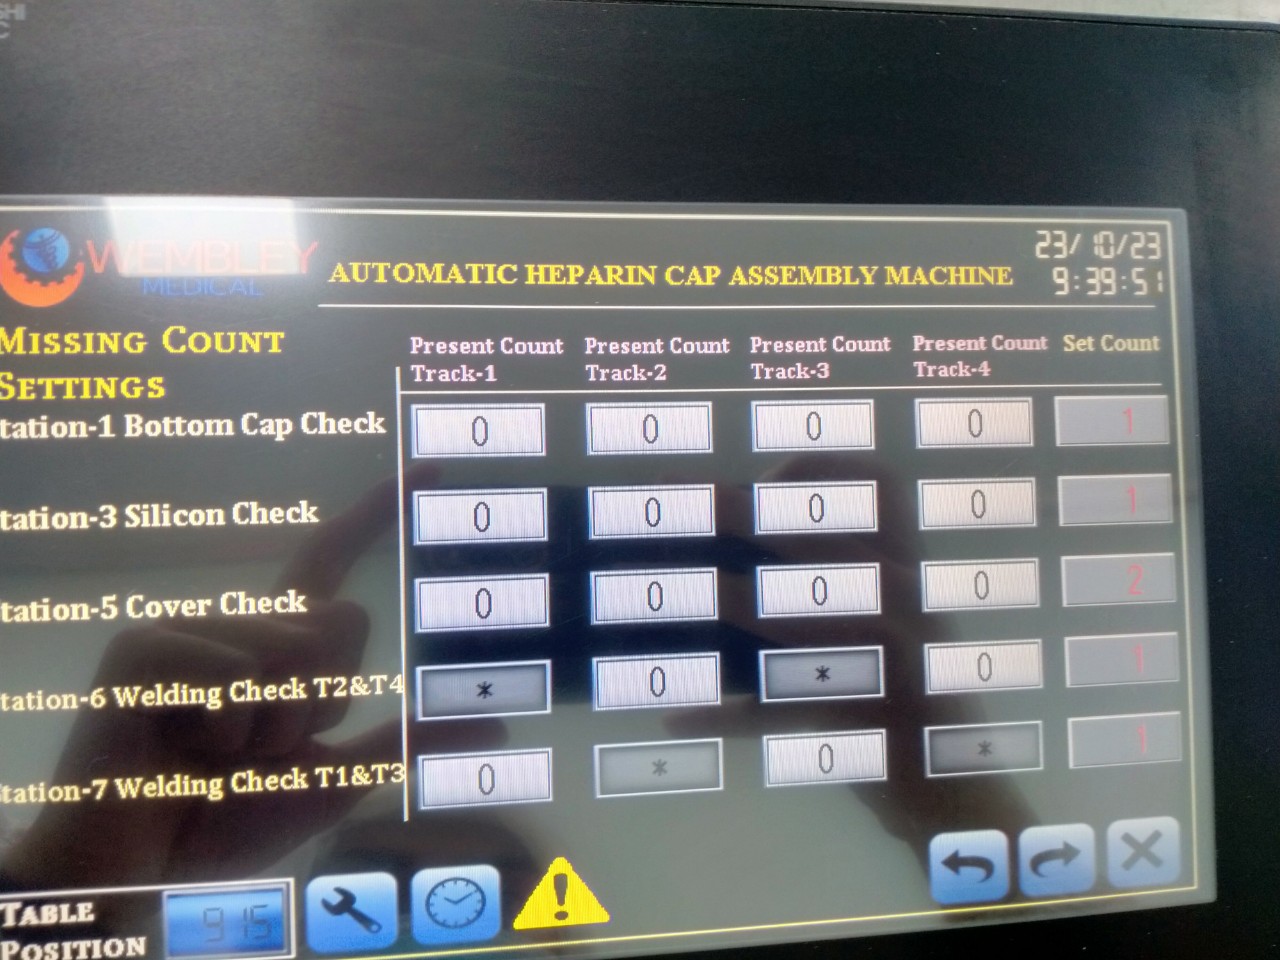 SHI
WEMBLEY
MEDICAL
AUTOMATIC HEPARIN CAP ASSEMBLY MACHINE
23/10/23
9:39:51
MISSING COUNT
SETTINGS
Present Count Track-1
Present Count Track-2
Present Count Track-3
Present Count Track-4
Set Count
tation-1 Bottom Cap Check 0 0 0 0 1
tation-3 Silicon Check 0 0 0 0 1
tation-5 Cover Check 0 0 0 0 2
tation-6 Welding Check T2&T4 * 0 * 0 1
tation-7 Welding Check T1&T3 0 * 0 * 1
TABLE
POSITION
915